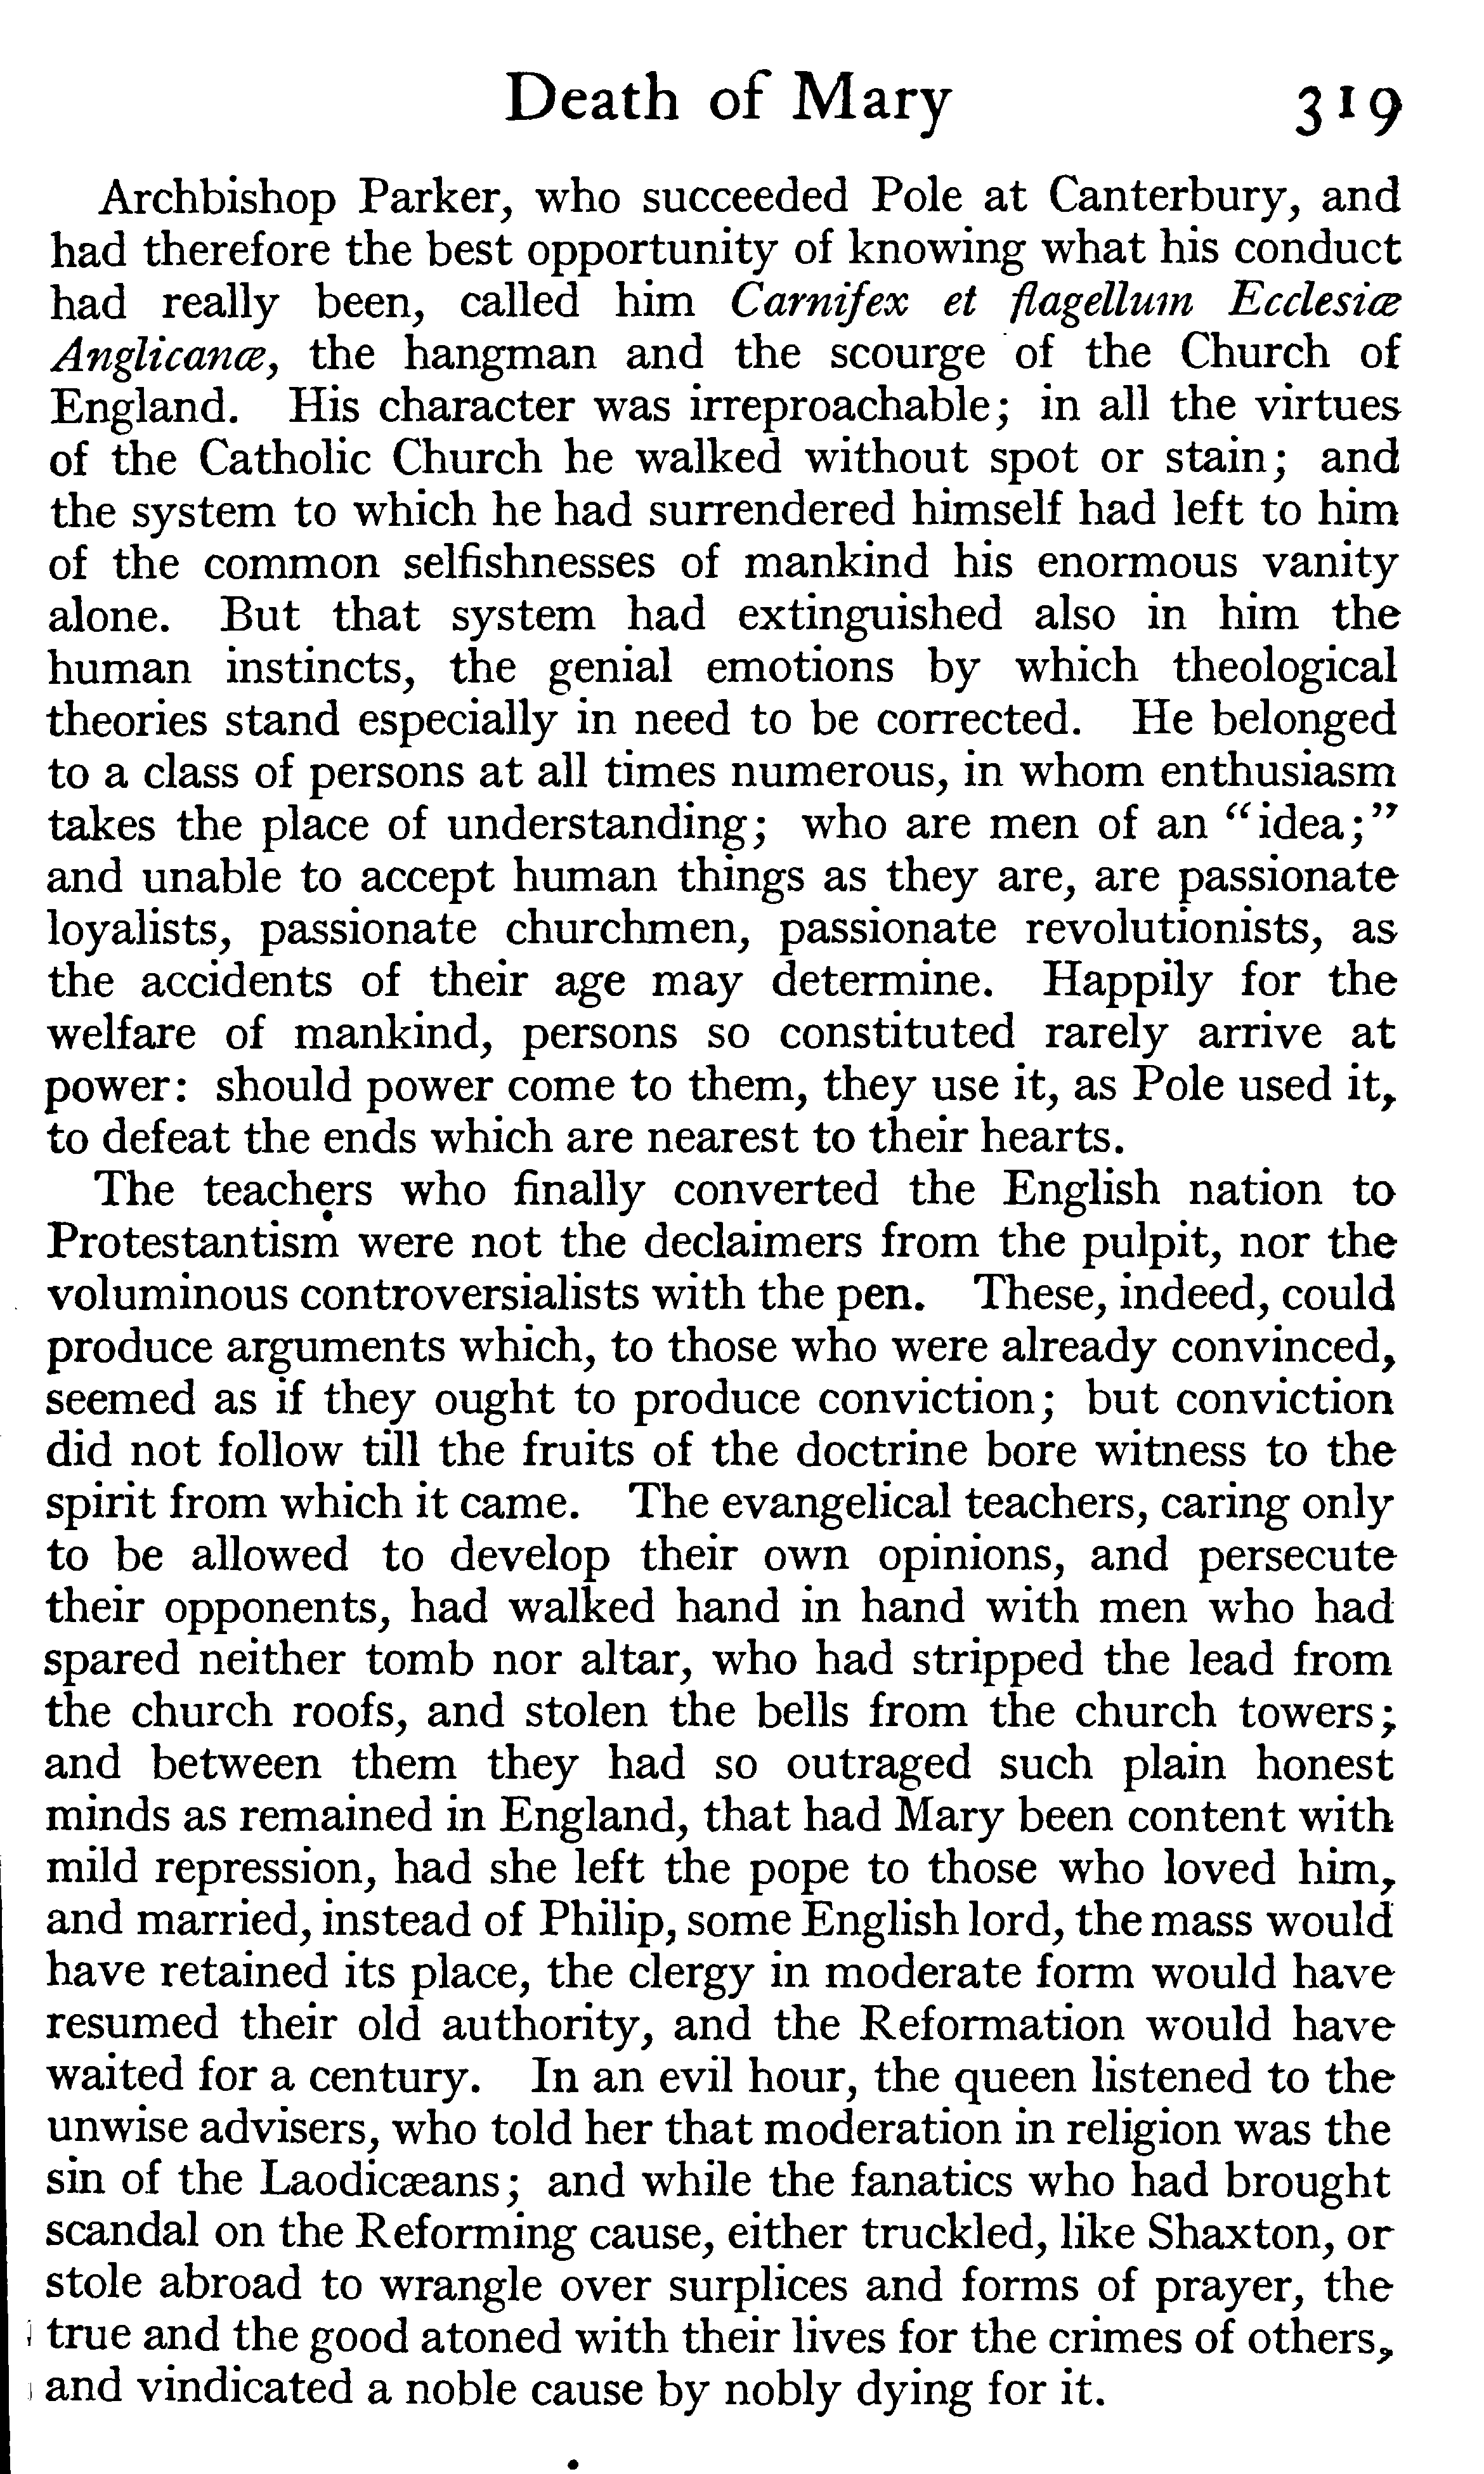 Death of Mary 319
Archbishop Parker, who succeeded Pole at Canterbury, and
had therefore the best opportunity of knowing what his conduct
had really been, called him Carnifex et flagellum Ecclesiæ
Anglicanæ, the hangman and the scourge of the Church of
England. His character was irreproachable; in all the virtues
of the Catholic Church he walked without spot or stain; and
the system to which he had surrendered himself had left to him
of the common selfishnesses of mankind his enormous vanity
alone. But that system had extinguished also in him the
human instincts, the genial emotions by which theological
theories stand especially in need to be corrected. He belonged
to a class of persons at all times numerous, in whom enthusiasm
takes the place of understanding; who are men of an “idea;”
and unable to accept human things as they are, are passionate
loyalists, passionate churchmen, passionate revolutionists, as
the accidents of their age may determine. Happily for the
welfare of mankind, persons so constituted rarely arrive at
power: should power come to them, they use it, as Pole used it,
to defeat the ends which are nearest to their hearts.
The teachers who finally converted the English nation to
Protestantism were not the declaimers from the pulpit, nor the
voluminous controversialists with the pen. These, indeed, could
produce arguments which, to those who were already convinced,
seemed as if they ought to produce conviction; but conviction
did not follow till the fruits of the doctrine bore witness to the
spirit from which it came. The evangelical teachers, caring only
to be allowed to develop their own opinions, and persecute
their opponents, had walked hand in hand with men who had
spared neither tomb nor altar, who had stripped the lead from
the church roofs, and stolen the bells from the church towers;
and between them they had so outraged such plain honest
minds as remained in England, that had Mary been content with
mild repression, had she left the pope to those who loved him,
and married, instead of Philip, some English lord, the mass would
have retained its place, the clergy in moderate form would have
resumed their old authority, and the Reformation would have
waited for a century. In an evil hour, the queen listened to the
unwise advisers, who told her that moderation in religion was the
sin of the Laodicæans; and while the fanatics who had brought
scandal on the Reforming cause, either truckled, like Shaxton, or
stole abroad to wrangle over surplices and forms of prayer, the
true and the good atoned with their lives for the crimes of others,
and vindicated a noble cause by nobly dying for it.